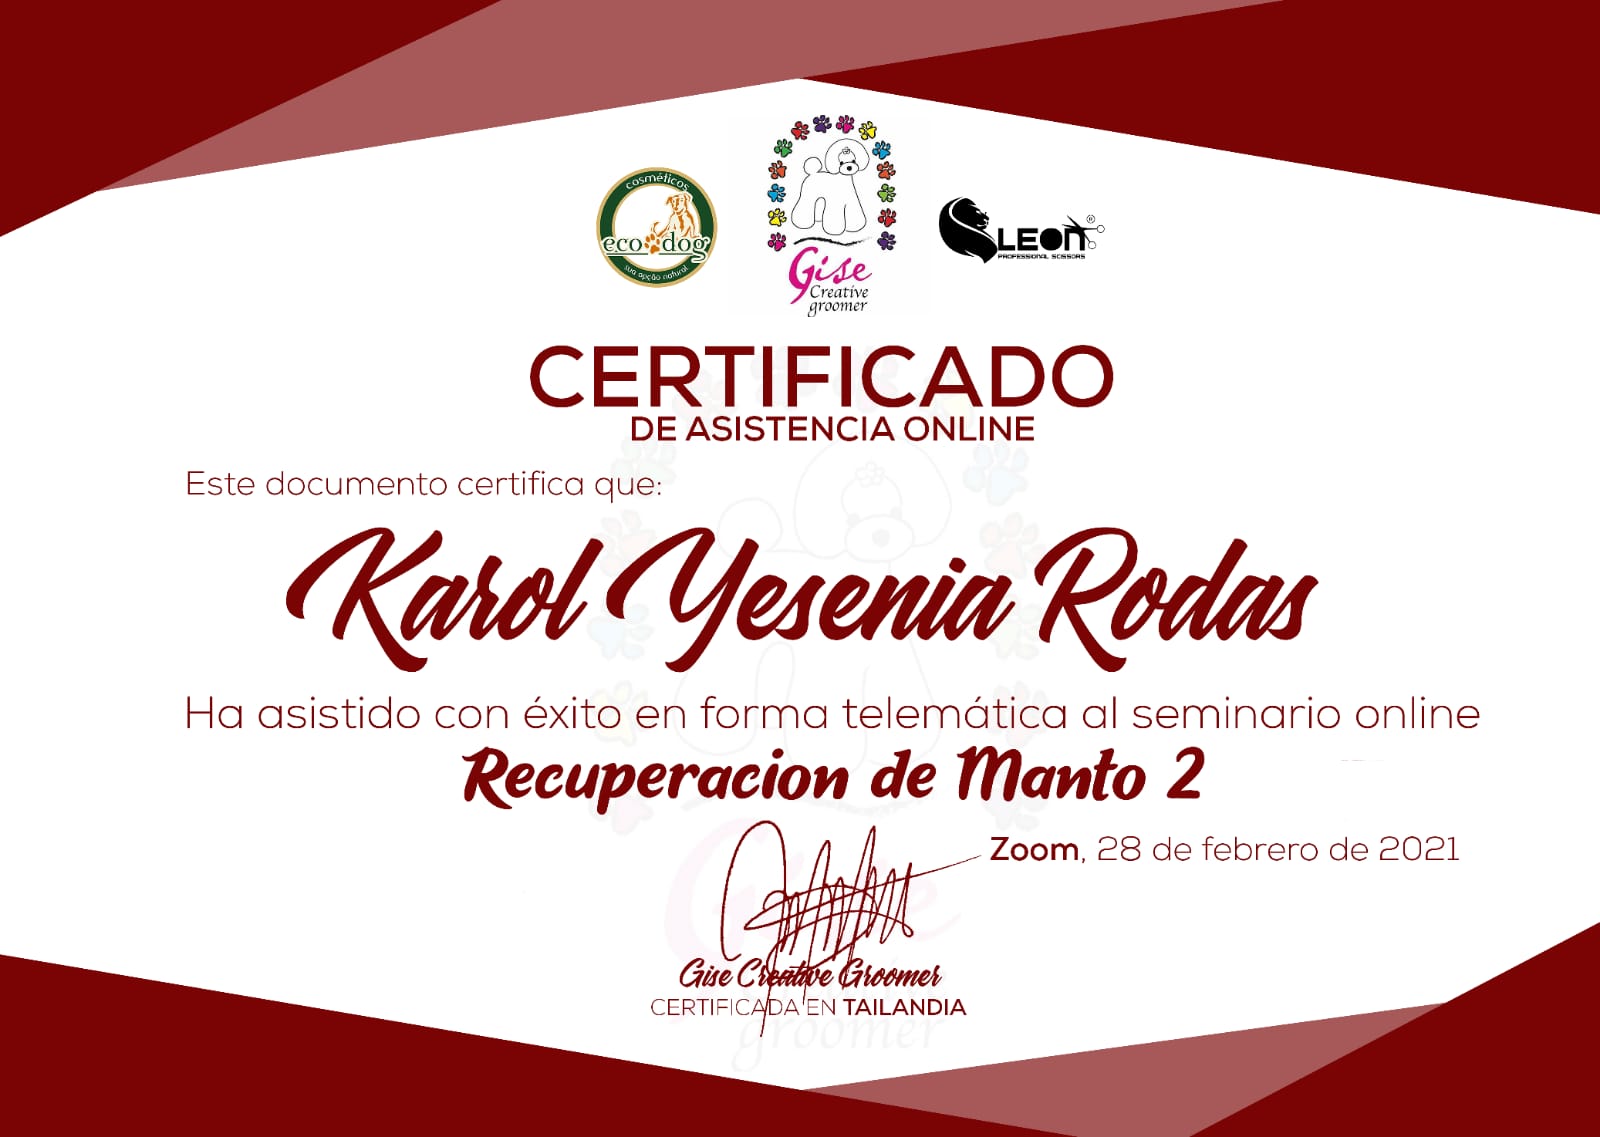 cosméticos
eco dog
sua opção natural
Gise
Creative
groomer
LEON®
PROFESSIONAL SCISSORS
CERTIFICADO
DE ASISTENCIA ONLINE
Este documento certifica que:
Karol Yesenia Rodas
Ha asistido con éxito en forma telemática al seminario online
Recuperacion de Manto 2
Zoom, 28 de febrero de 2021
Gise Creative Groomer
CERTIFICADA EN TAILANDIA
Gise
groomer